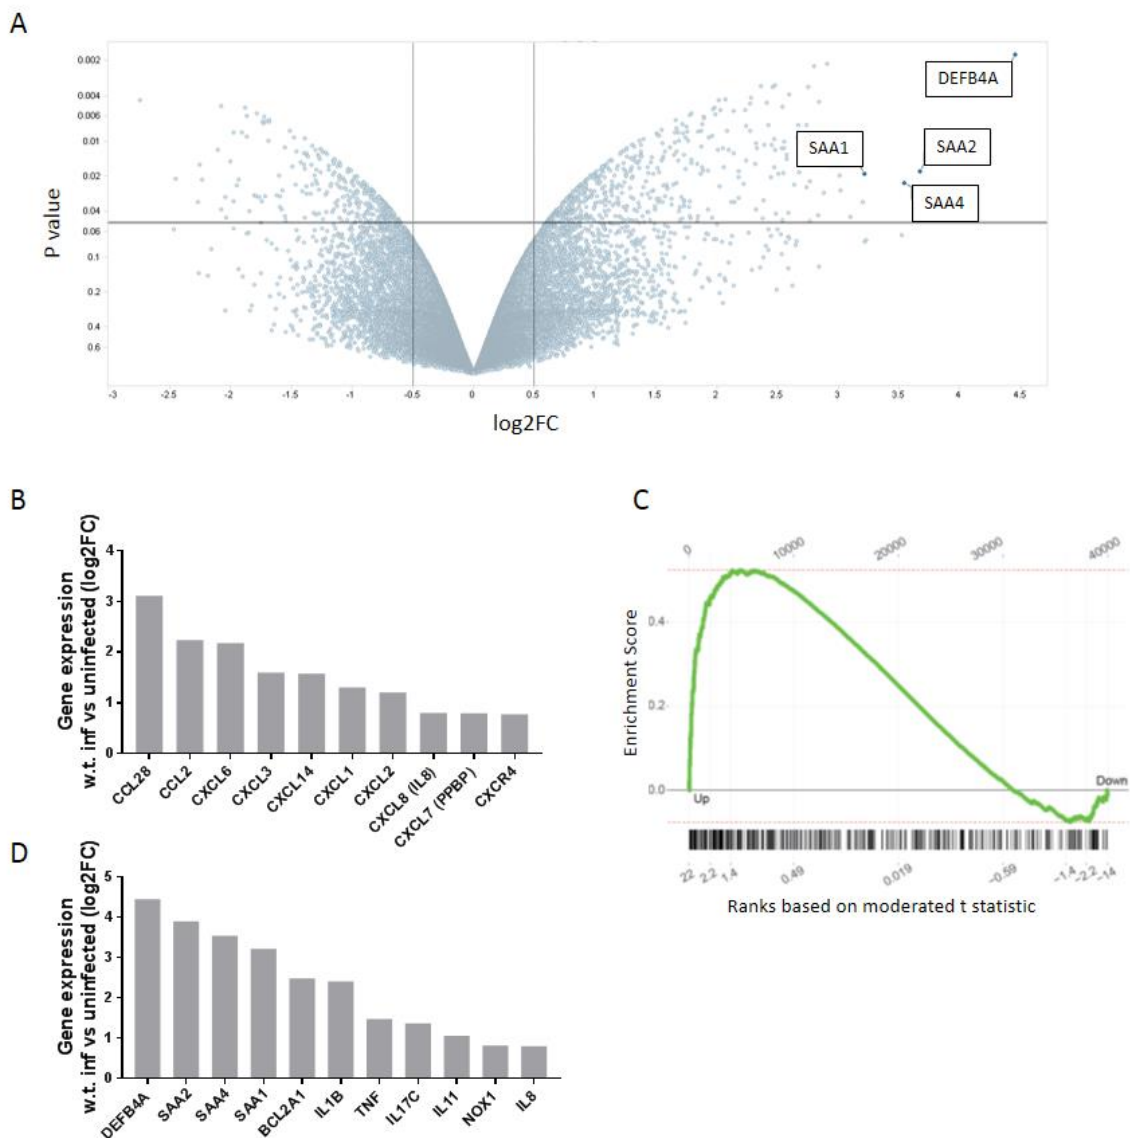 A
P value
0.002
0.004
0.006
0.01
0.02
0.04
0.06
0.1
0.2
0.4
0.6
DEFB4A
SAA1
SAA2
SAA4
-3 -2.5 -2 -1.5 -1 -0.5 0 0.5 1 1.5 2 2.5 3 3.5 4 4.5
log2FC
B
Gene expression
w.t. inf vs uninfected (log2FC)
4
3
2
1
0
CCL28 CCL2 CXCL6 CXCL3 CXCL14 CXCL1 CXCL2 CXCL8 (IL8) CXCL7 (PPBP) CXCR4
C
0 10000 20000 30000 40000
Enrichment Score
0.4
0.2
0.0
Up
Down
22 2.2 1.4 0.49 0.019 -0.59 -1.4 -2.2 -14
Ranks based on moderated t statistic
D
Gene expression
w.t. inf vs uninfected (log2FC)
5
4
3
2
1
0
DEFB4A SAA2 SAA4 SAA1 BCL2A1 IL1B TNF IL17C IL11 NOX1 IL8